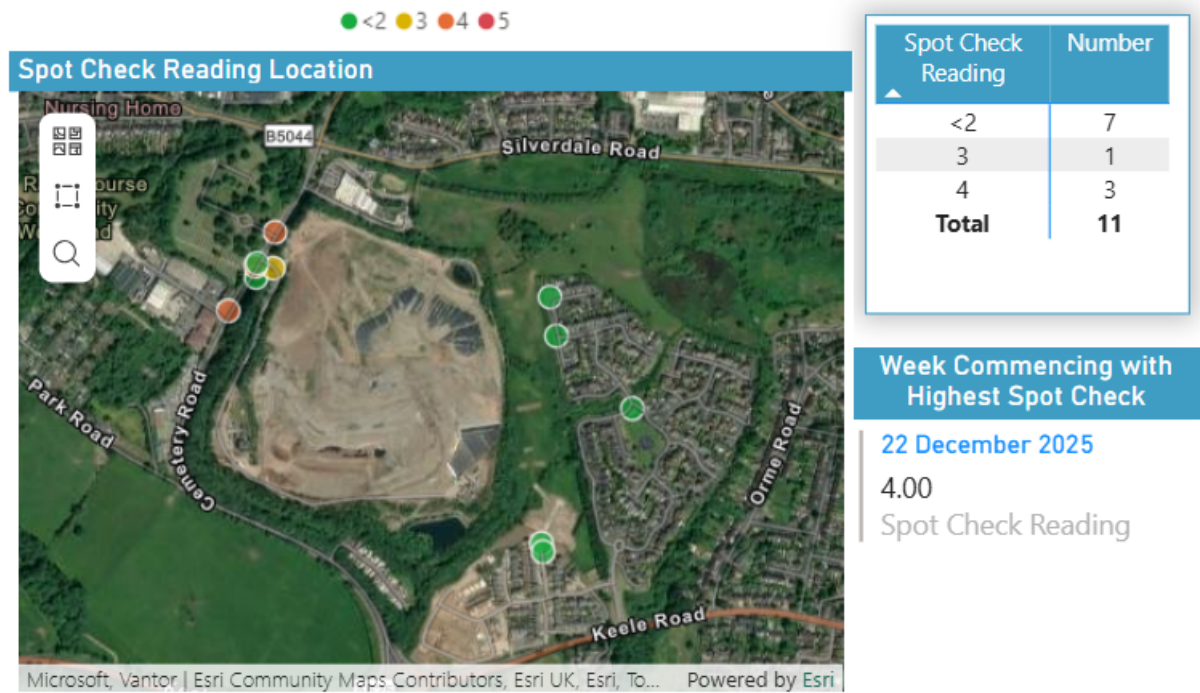 <2 3 4 5
Spot Check Reading Location
Nursing Home
B5044
Silverdale Road
Park Road
Cemetery Road
Orme Road
Keele Road
Microsoft, Vantor | Esri Community Maps Contributors, Esri UK, Esri, To... Powered by Esri
Spot Check Reading Number
<2 7
3 1
4 3
Total 11
Week Commencing with
Highest Spot Check
22 December 2025
4.00
Spot Check Reading